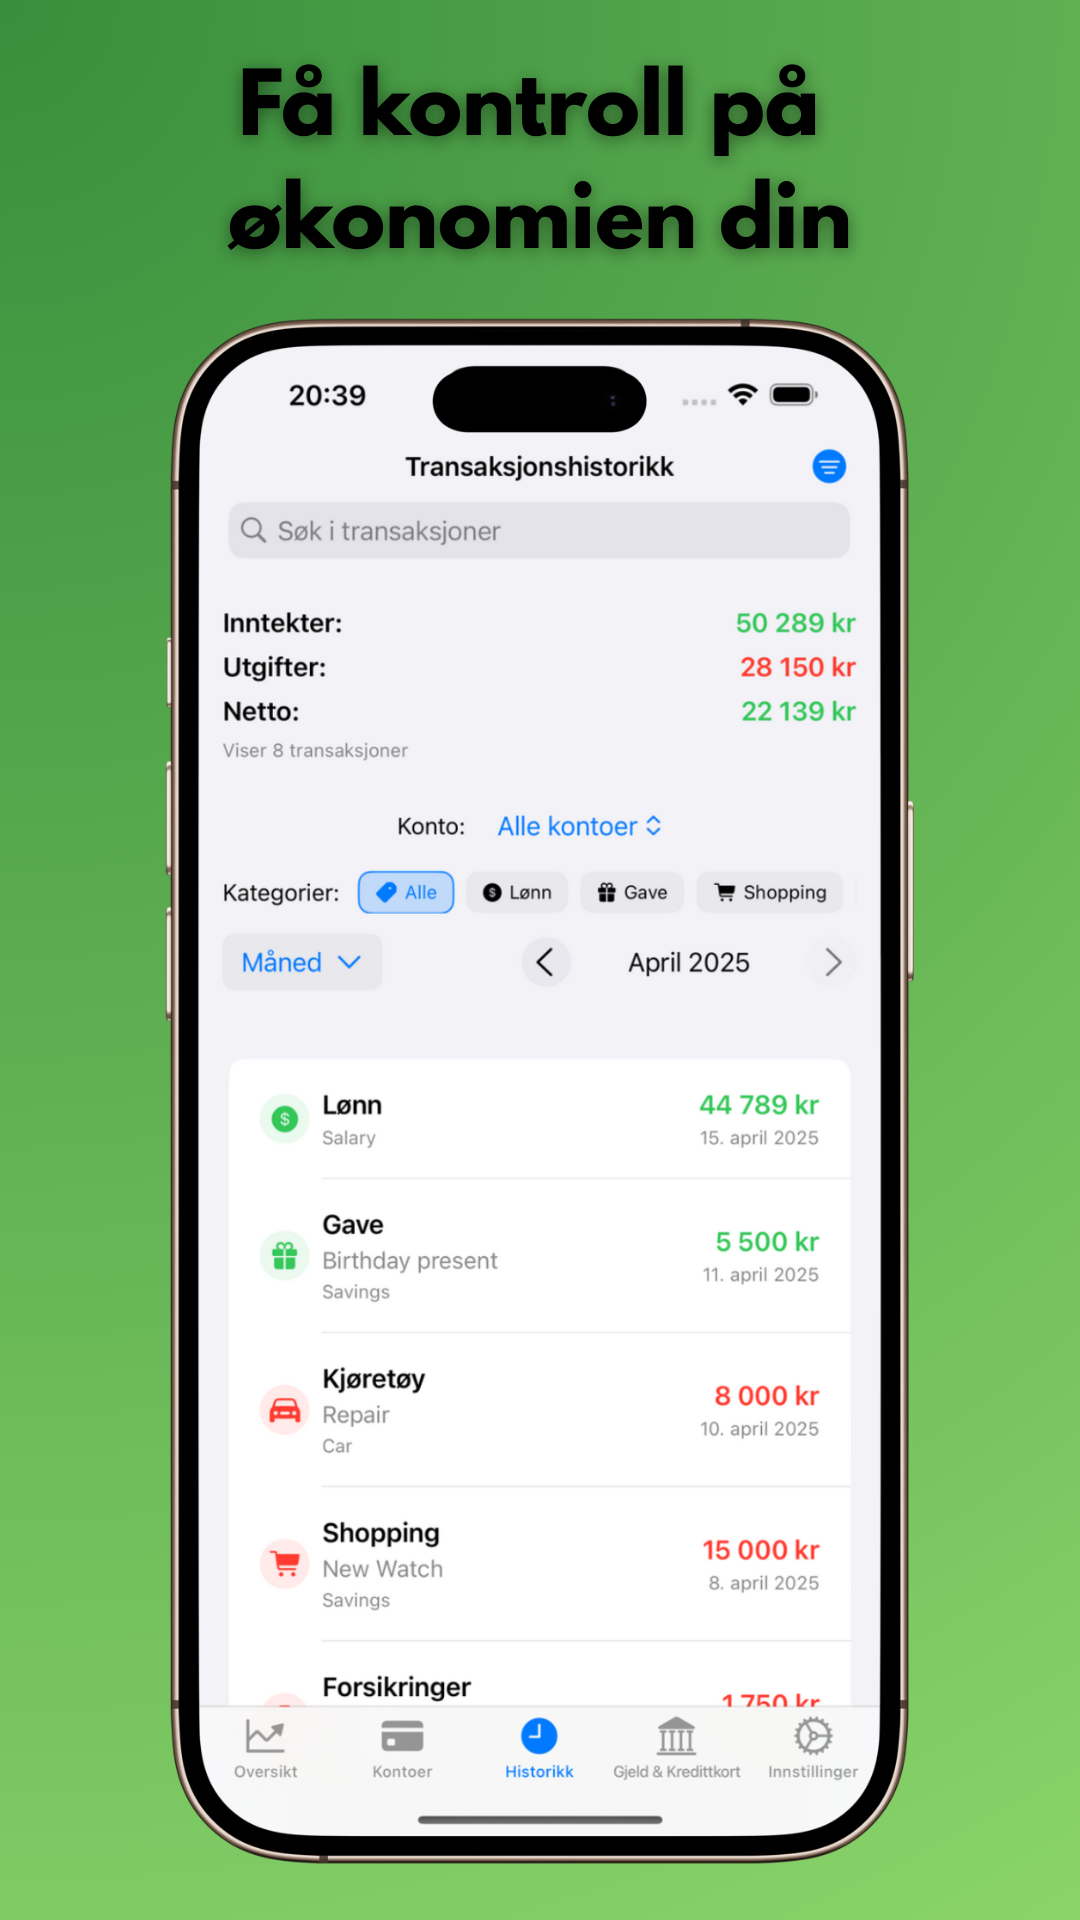 Få kontroll på
økonomien din
20:39
Transaksjonshistorikk
Søk i transaksjoner
Inntekter: 50 289 kr
Utgifter: 28 150 kr
Netto: 22 139 kr
Viser 8 transaksjoner
Konto: Alle kontoer
Kategorier: Alle Lønn Gave Shopping
Måned April 2025
Lønn 44 789 kr
Salary 15. april 2025
Gave 5 500 kr
Birthday present 11. april 2025
Savings
Kjøretøy 8 000 kr
Repair 10. april 2025
Car
Shopping 15 000 kr
New Watch 8. april 2025
Savings
Forsikringer 1 750 kr
Oversikt Kontoer Historikk Gjeld & Kredittkort Innstillinger